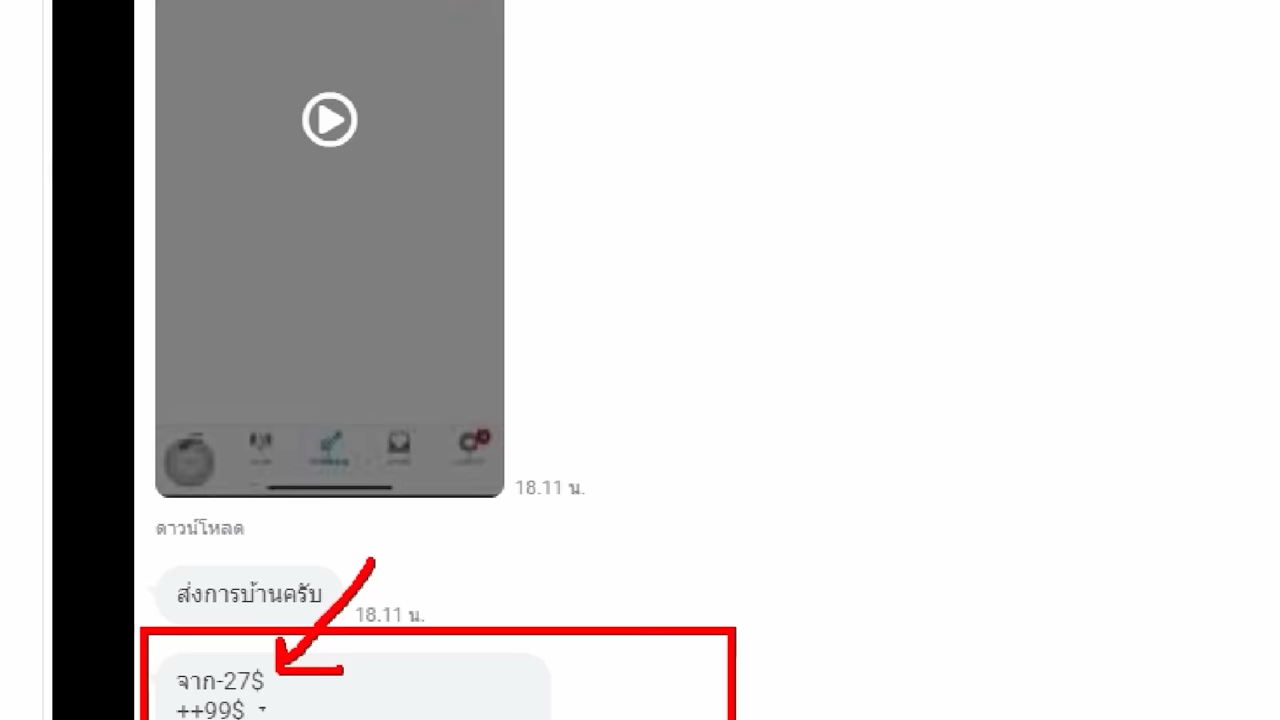 18.11 น.
ดาวน์โหลด
ส่งการบ้านครับ
18.11 น.
จาก-27$
++99$